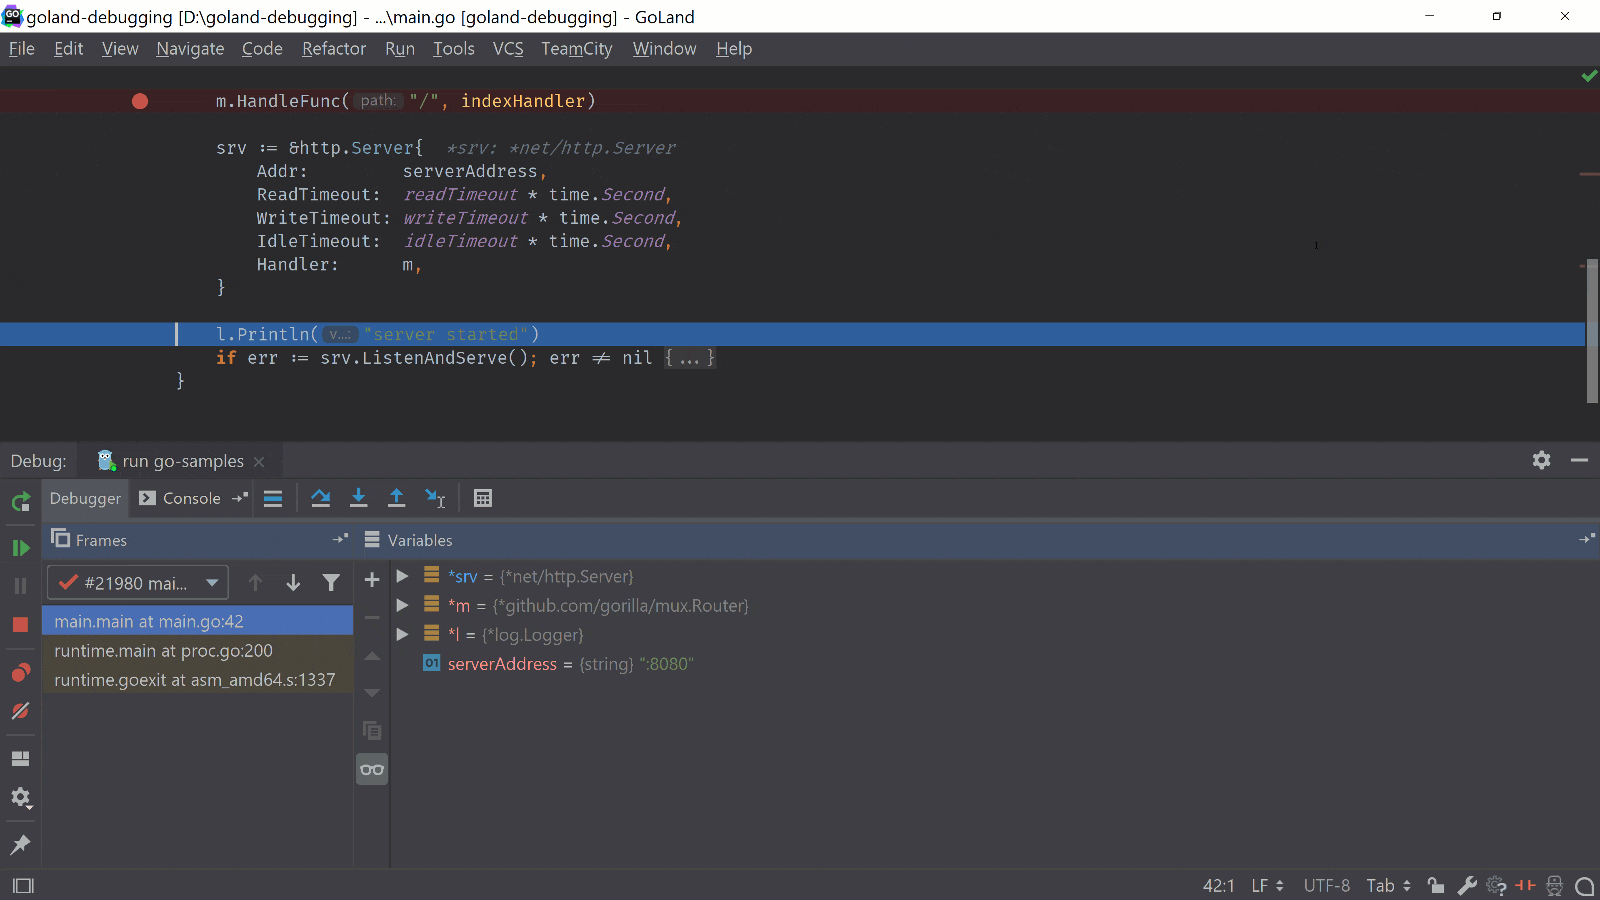 goland-debugging [D:\goland-debugging] - ...\main.go [goland-debugging] - GoLand
File Edit View Navigate Code Refactor Run Tools VCS TeamCity Window Help
m.HandleFunc( path: "/", indexHandler)
srv := &http.Server{ *srv: *net/http.Server
Addr: serverAddress,
ReadTimeout: readTimeout * time.Second,
WriteTimeout: writeTimeout * time.Second,
IdleTimeout: idleTimeout * time.Second,
Handler: m,
}
l.Println( v...: "server started")
if err := srv.ListenAndServe(); err ≠ nil {...}
}
Debug: run go-samples
Debugger Console
Frames Variables
#21980 mai...
main.main at main.go:42
runtime.main at proc.go:200
runtime.goexit at asm_amd64.s:1337
*srv = {*net/http.Server}
*m = {*github.com/gorilla/mux.Router}
*l = {*log.Logger}
01 serverAddress = {string} ":8080"
42:1 LF UTF-8 Tab